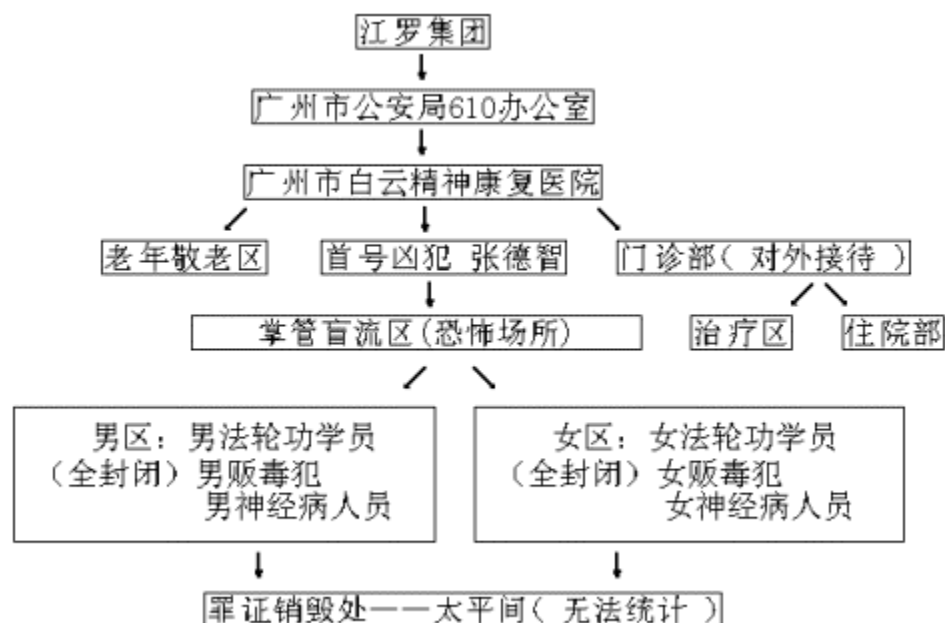 江罗集团
广州市公安局610办公室
广州市白云精神康复医院
老年敬老区
首号凶犯 张德智
门诊部( 对外接待 )
掌管盲流区(恐怖场所)
治疗区
住院部
男区：男法轮功学员
(全封闭)男贩毒犯
男神经病人员
女区：女法轮功学员
(全封闭)女贩毒犯
女神经病人员
罪证销毁处——太平间( 无法统计 )